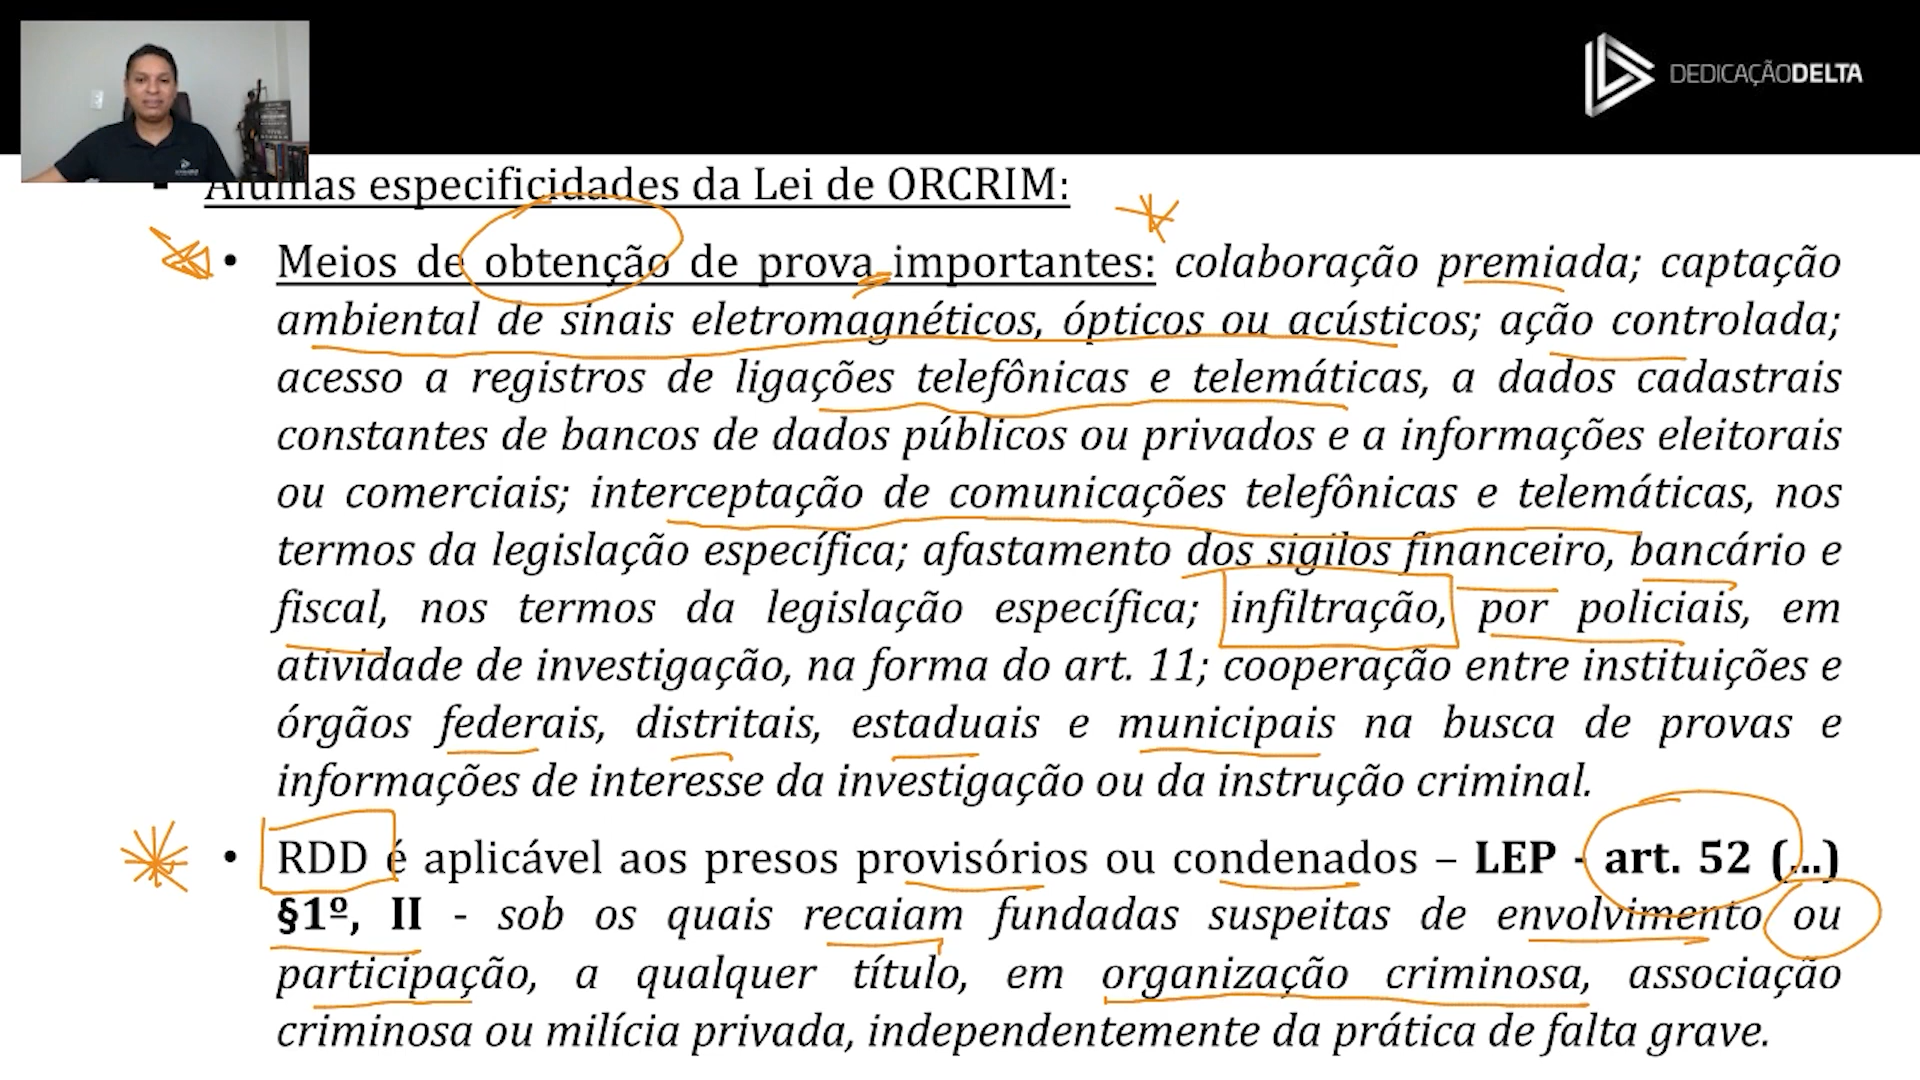 DEDICAÇÃODELTA
Algumas especificidades da Lei de ORCRIM:
• Meios de obtenção de prova importantes: colaboração premiada; captação
ambiental de sinais eletromagnéticos, ópticos ou acústicos; ação controlada;
acesso a registros de ligações telefônicas e telemáticas, a dados cadastrais
constantes de bancos de dados públicos ou privados e a informações eleitorais
ou comerciais; interceptação de comunicações telefônicas e telemáticas, nos
termos da legislação específica; afastamento dos sigilos financeiro, bancário e
fiscal, nos termos da legislação específica; infiltração, por policiais, em
atividade de investigação, na forma do art. 11; cooperação entre instituições e
órgãos federais, distritais, estaduais e municipais na busca de provas e
informações de interesse da investigação ou da instrução criminal.
• RDD é aplicável aos presos provisórios ou condenados – LEP - art. 52 (...)
§1º, II - sob os quais recaiam fundadas suspeitas de envolvimento ou
participação, a qualquer título, em organização criminosa, associação
criminosa ou milícia privada, independentemente da prática de falta grave.